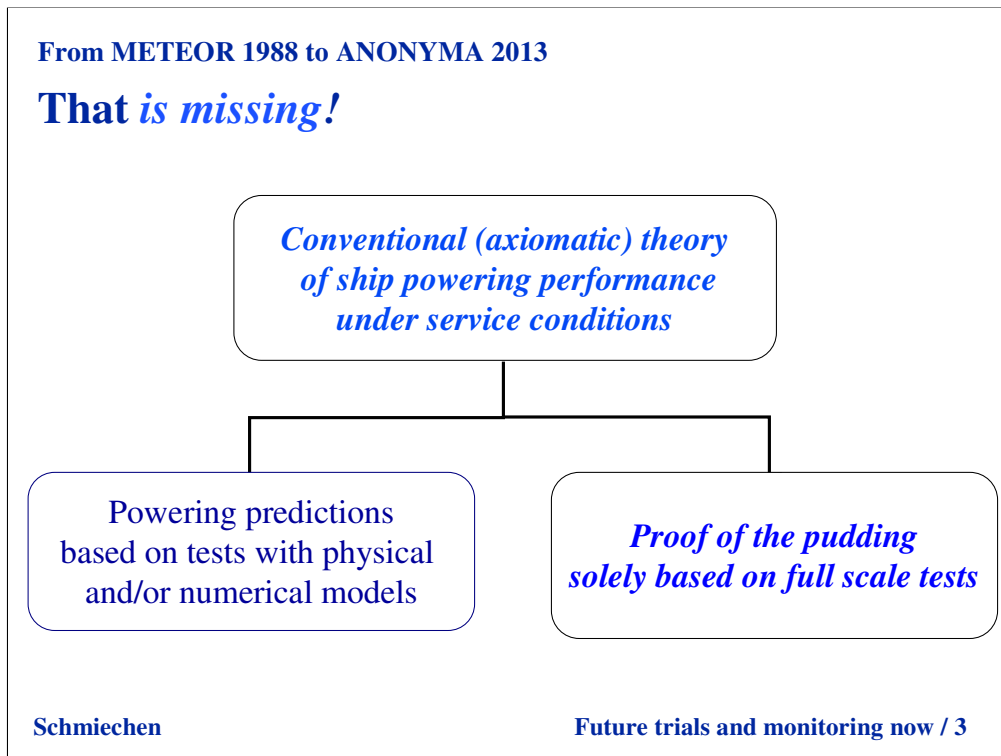 From METEOR 1988 to ANONYMA 2013
That is missing!
Conventional (axiomatic) theory
of ship powering performance
under service conditions
Powering predictions
based on tests with physical
and/or numerical models
Proof of the pudding
solely based on full scale tests
Schmiechen
Future trials and monitoring now / 3